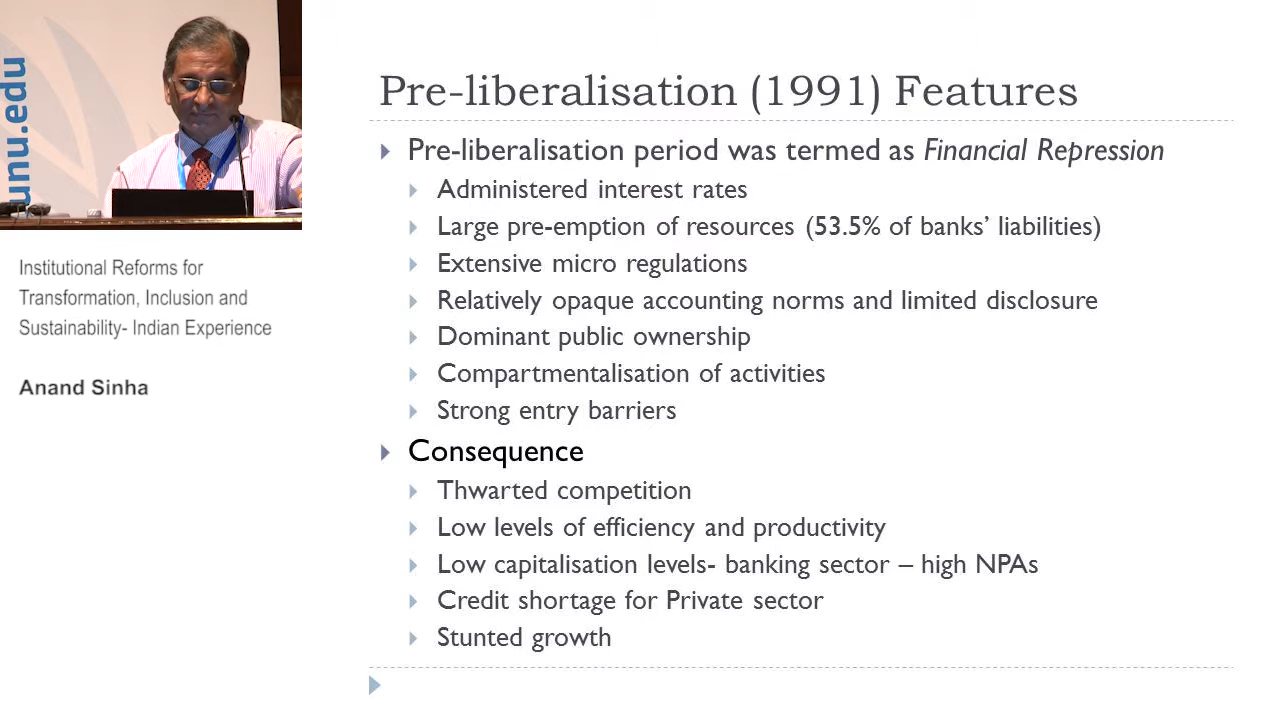 unu.edu
Institutional Reforms for
Transformation, Inclusion and
Sustainability- Indian Experience
Anand Sinha
Pre-liberalisation (1991) Features
Pre-liberalisation period was termed as Financial Repression
Administered interest rates
Large pre-emption of resources (53.5% of banks’ liabilities)
Extensive micro regulations
Relatively opaque accounting norms and limited disclosure
Dominant public ownership
Compartmentalisation of activities
Strong entry barriers
Consequence
Thwarted competition
Low levels of efficiency and productivity
Low capitalisation levels- banking sector – high NPAs
Credit shortage for Private sector
Stunted growth